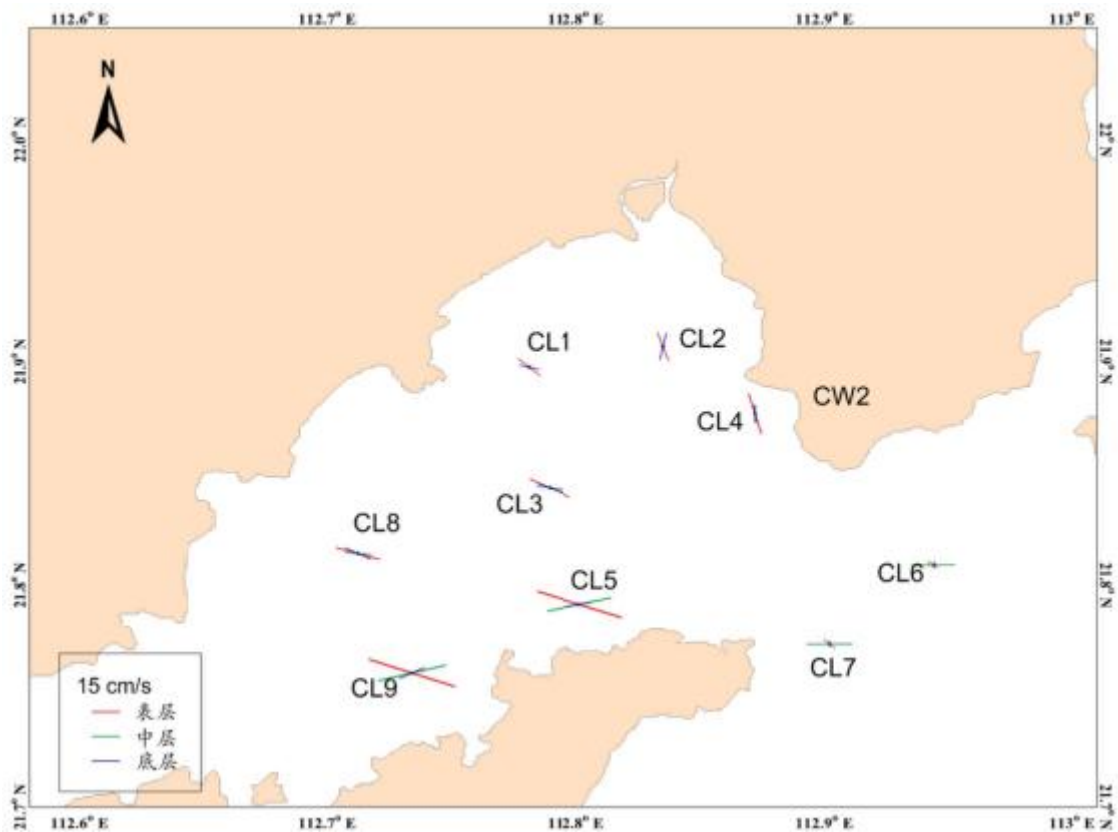 112.6° E 112.7° E 112.8° E 112.9° E 113° E
N
22.0° N 22° N
CL1 CL2
21.9° N 21.9° N
CW2
CL4
CL3
CL8
CL5 CL6
21.8° N 21.8° N
CL7
CL9
15 cm/s
表层
中层
底层
21.7° N 21.7° N
112.6° E 112.7° E 112.8° E 112.9° E 113° E